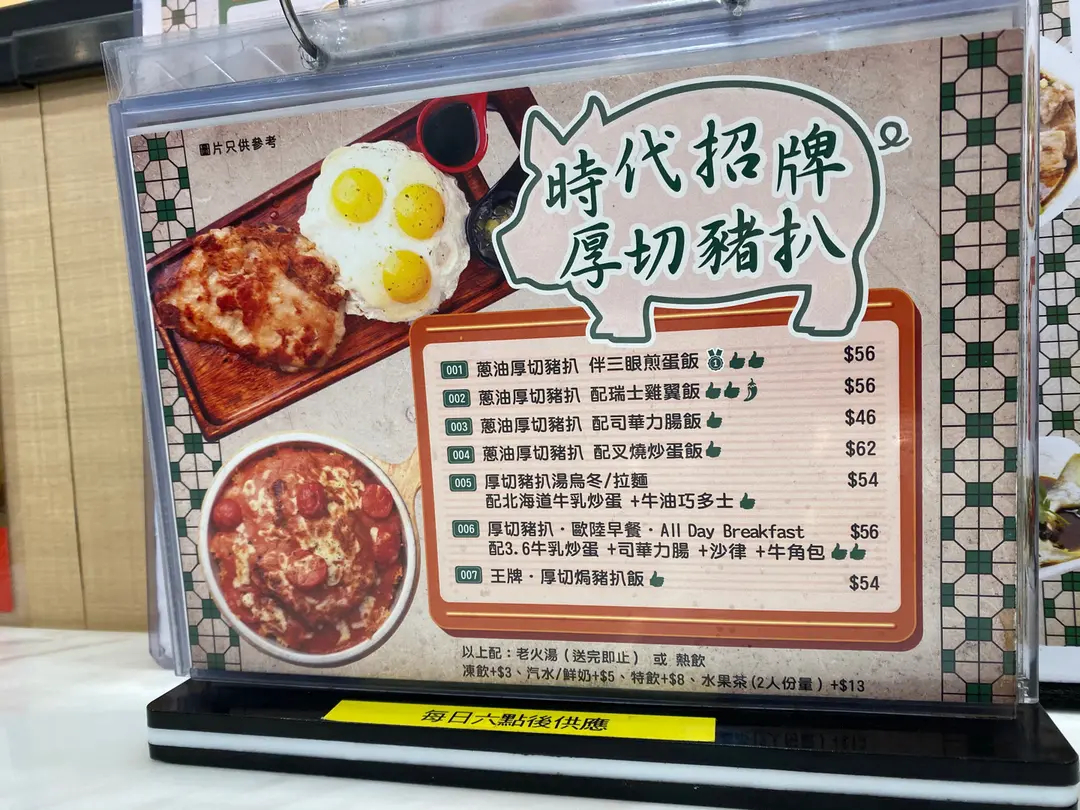 圖片只供參考
時代招牌
厚切豬扒
001 蔥油厚切豬扒 伴三眼煎蛋飯 $56
002 蔥油厚切豬扒 配瑞士雞翼飯 $56
003 蔥油厚切豬扒 配司華力腸飯 $46
004 蔥油厚切豬扒 配叉燒炒蛋飯 $62
005 厚切豬扒湯烏冬/拉麵 $54
配北海道牛乳炒蛋 +牛油巧多士
006 厚切豬扒·歐陸早餐·All Day Breakfast $56
配3.6牛乳炒蛋 +司華力腸 +沙律 +牛角包
007 王牌·厚切焗豬扒飯 $54
以上配：老火湯（送完即止） 或 熱飲
凍飲+$3、汽水/鮮奶+$5、特飲+$8、水果茶(2人份量) +$13
每日六點後供應